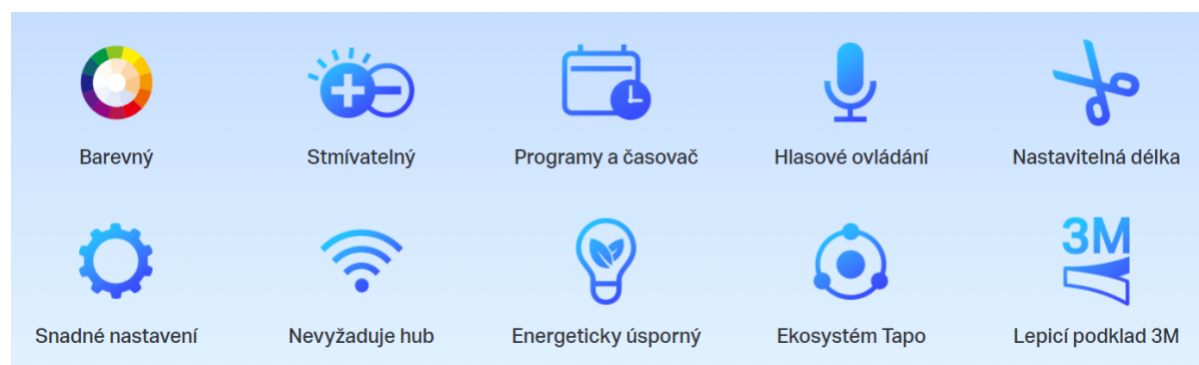 Barevný
Stmívatelný
Programy a časovač
Hlasové ovládání
Nastavitelná délka
3M
Snadné nastavení
Nevyžaduje hub
Energeticky úsporný
Ekosystém Tapo
Lepicí podklad 3M